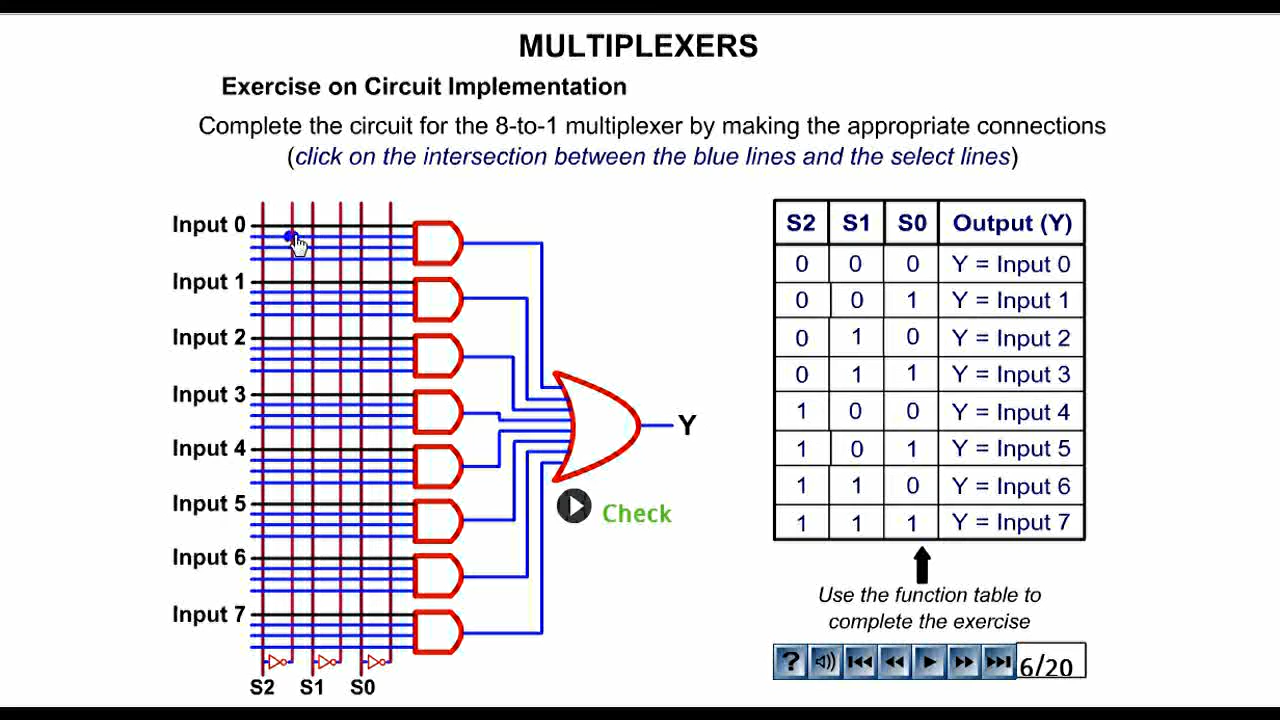 MULTIPLEXERS
Exercise on Circuit Implementation
Complete the circuit for the 8-to-1 multiplexer by making the appropriate connections
(click on the intersection between the blue lines and the select lines)
Input 0
Input 1
Input 2
Input 3
Input 4
Input 5
Input 6
Input 7
S2 S1 S0
Y
Check
S2 S1 S0 Output (Y)
0 0 0 Y = Input 0
0 0 1 Y = Input 1
0 1 0 Y = Input 2
0 1 1 Y = Input 3
1 0 0 Y = Input 4
1 0 1 Y = Input 5
1 1 0 Y = Input 6
1 1 1 Y = Input 7
Use the function table to
complete the exercise
? 6/20